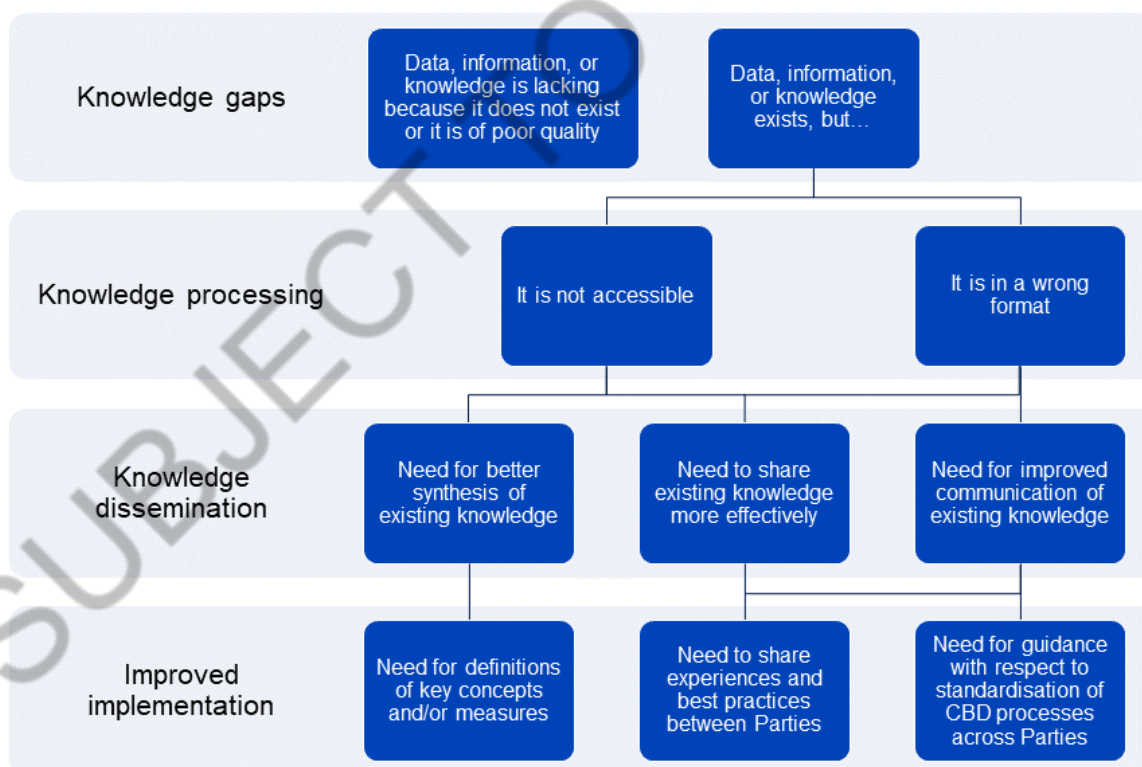 Knowledge gaps
Data, information, or
knowledge is lacking
because it does not exist
or it is of poor quality
Data, information,
or knowledge
exists, but...
Knowledge processing
It is not accessible
It is in a wrong
format
Knowledge
dissemination
Need for better
synthesis of
existing knowledge
Need to share
existing knowledge
more effectively
Need for improved
communication of
existing knowledge
Improved
implementation
Need for definitions
of key concepts
and/or measures
Need to share
experiences and
best practices
between Parties
Need for guidance
with respect to
standardisation of
CBD processes
across Parties
SUBJECT TO